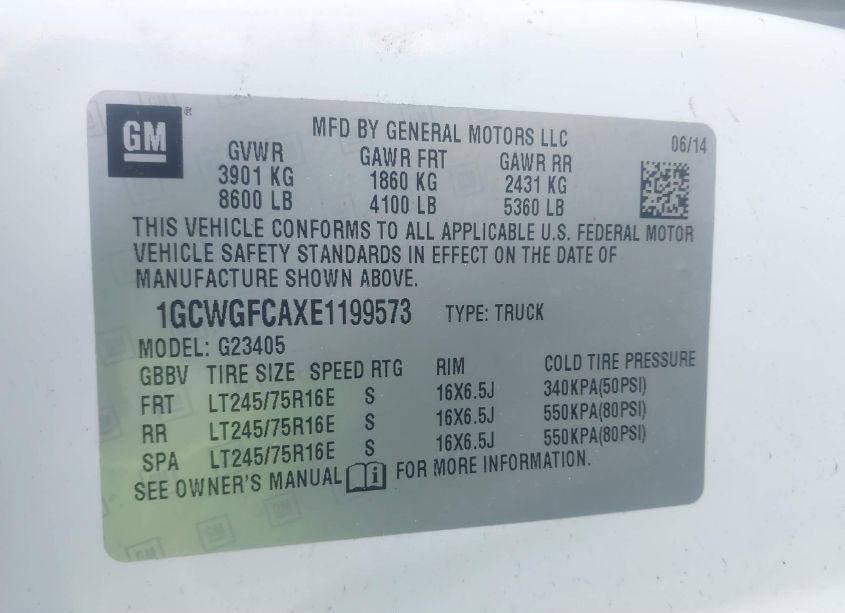 GM ®
MFD BY GENERAL MOTORS LLC 06/14
GVWR GAWR FRT GAWR RR
3901 KG 1860 KG 2431 KG
8600 LB 4100 LB 5360 LB
THIS VEHICLE CONFORMS TO ALL APPLICABLE U.S. FEDERAL MOTOR
VEHICLE SAFETY STANDARDS IN EFFECT ON THE DATE OF
MANUFACTURE SHOWN ABOVE.
1GCWGFCAXE1199573 TYPE: TRUCK
MODEL: G23405
GBBV TIRE SIZE SPEED RTG RIM COLD TIRE PRESSURE
FRT LT245/75R16E S 16X6.5J 340KPA(50PSI)
RR LT245/75R16E S 16X6.5J 550KPA(80PSI)
SPA LT245/75R16E S 16X6.5J 550KPA(80PSI)
SEE OWNER'S MANUAL i FOR MORE INFORMATION.
GM GM GM